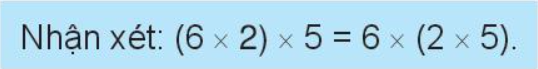 Nhận xét: (6 × 2) × 5 = 6 × (2 × 5).